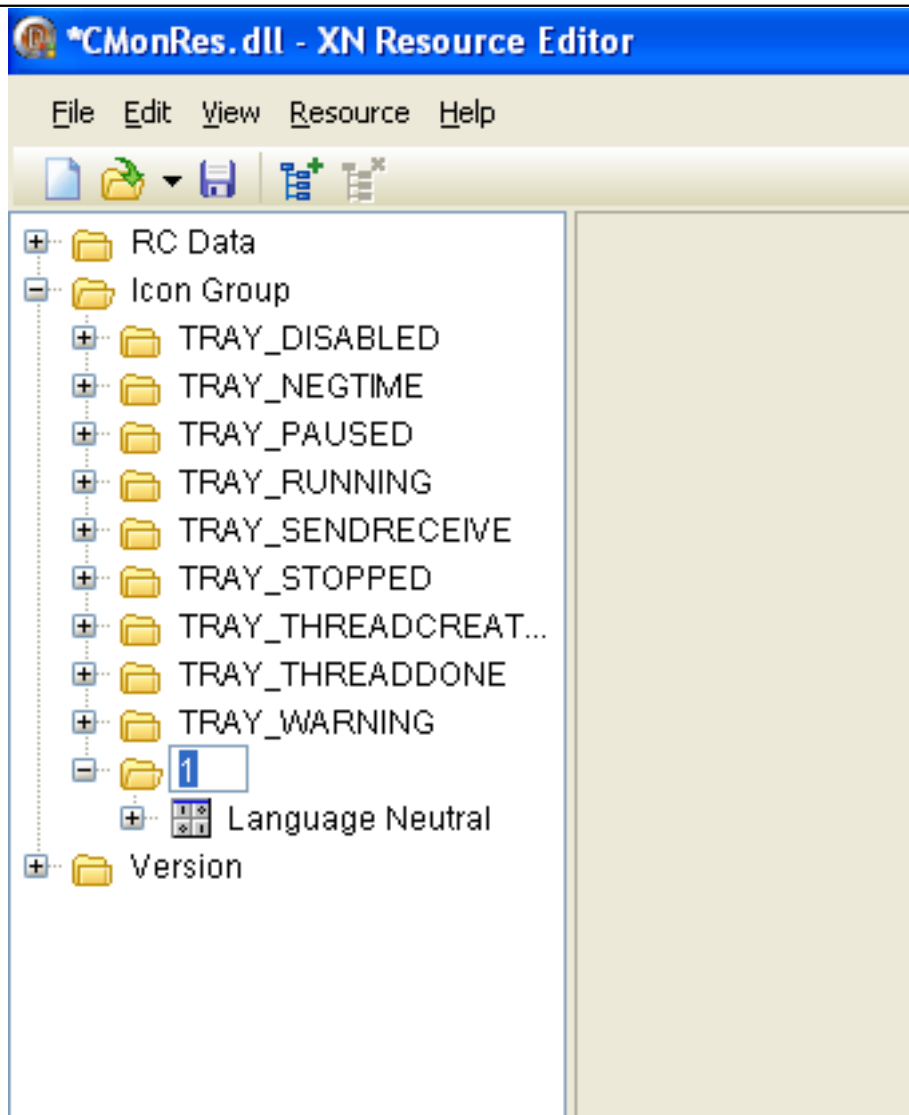 *CMonRes.dll - XN Resource Editor
File Edit View Resource Help
RC Data
Icon Group
TRAY_DISABLED
TRAY_NEGTIME
TRAY_PAUSED
TRAY_RUNNING
TRAY_SENDRECEIVE
TRAY_STOPPED
TRAY_THREADCREAT...
TRAY_THREADDONE
TRAY_WARNING
1
Language Neutral
Version